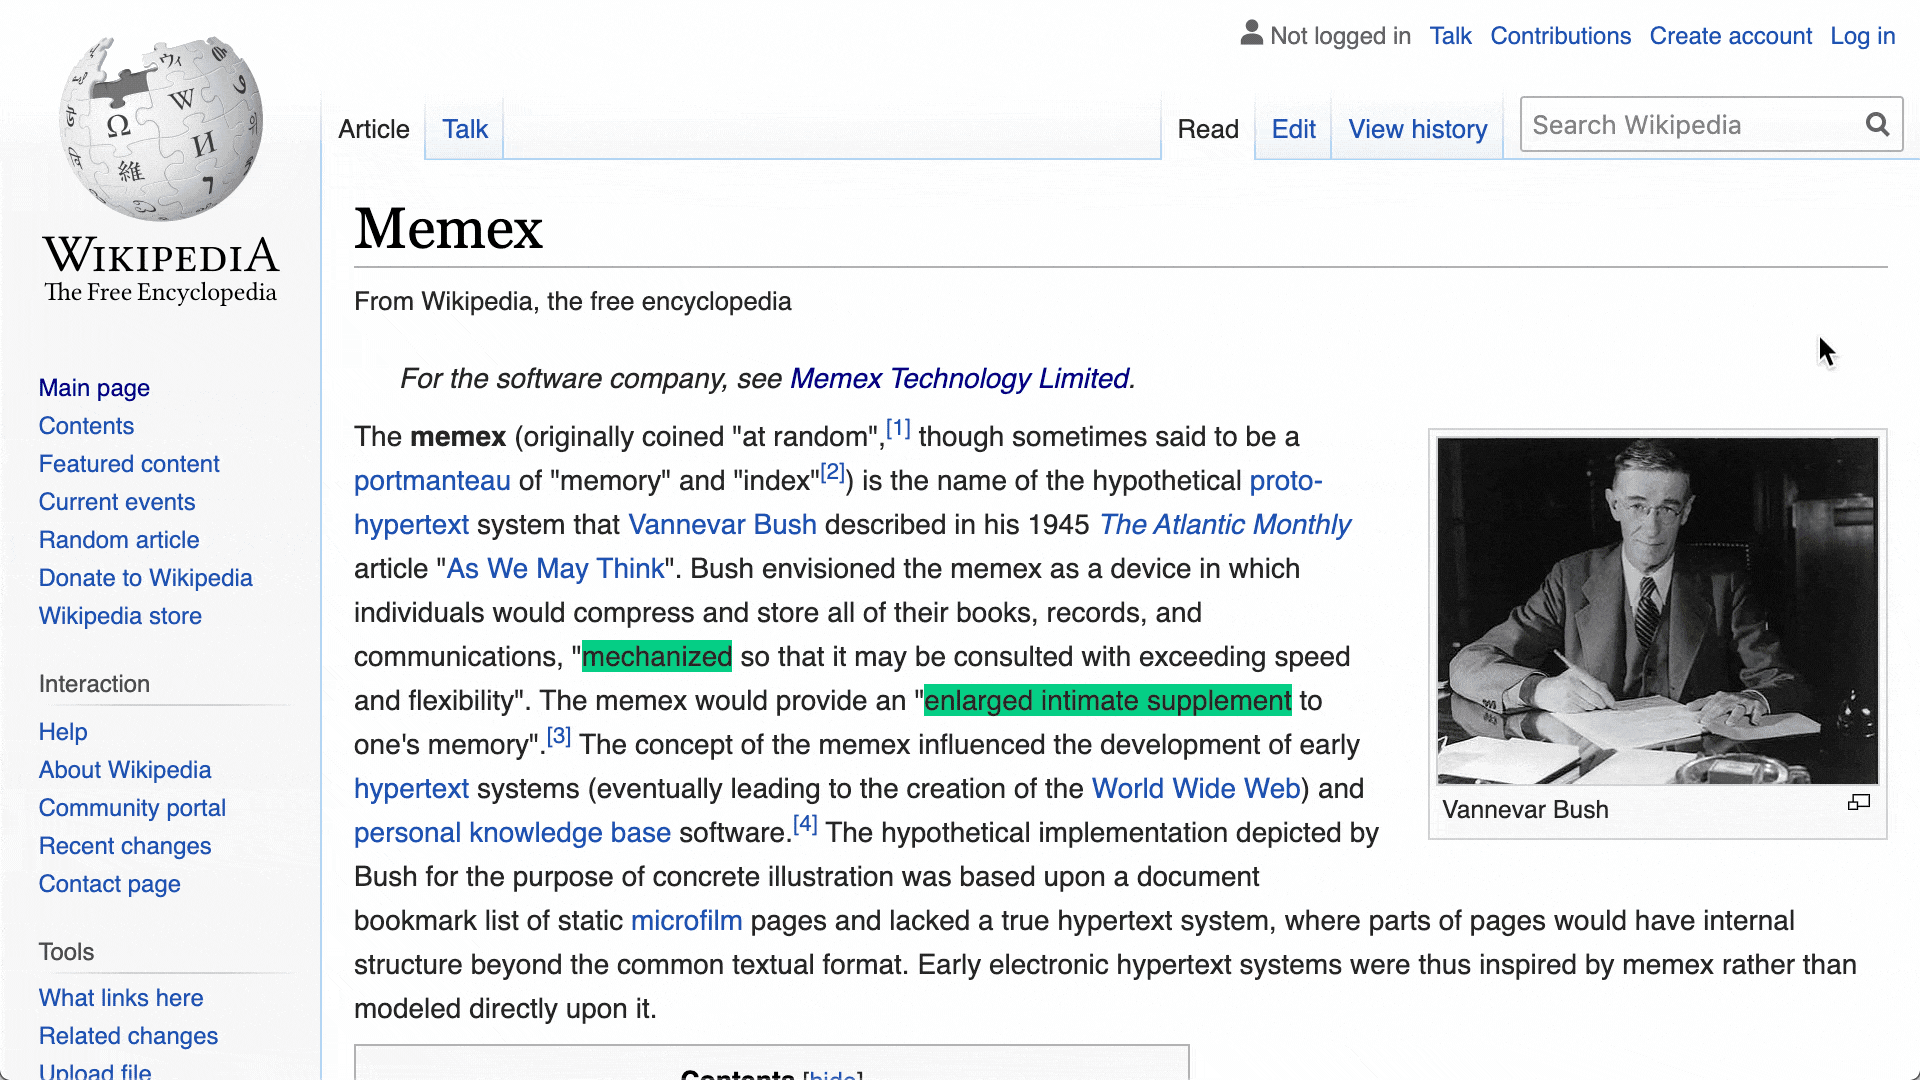 Not logged in Talk Contributions Create account Log in
Article Talk Read Edit View history Search Wikipedia
Ω W И 維 7 ウィ
WIKIPEDIA
The Free Encyclopedia
Main page
Contents
Featured content
Current events
Random article
Donate to Wikipedia
Wikipedia store
Interaction
Help
About Wikipedia
Community portal
Recent changes
Contact page
Tools
What links here
Related changes
Upload file
Memex
From Wikipedia, the free encyclopedia
For the software company, see Memex Technology Limited.
The memex (originally coined "at random",[1] though sometimes said to be a
portmanteau of "memory" and "index"[2]) is the name of the hypothetical proto-
hypertext system that Vannevar Bush described in his 1945 The Atlantic Monthly
article "As We May Think". Bush envisioned the memex as a device in which
individuals would compress and store all of their books, records, and
communications, "mechanized so that it may be consulted with exceeding speed
and flexibility". The memex would provide an "enlarged intimate supplement to
one's memory".[3] The concept of the memex influenced the development of early
hypertext systems (eventually leading to the creation of the World Wide Web) and
personal knowledge base software.[4] The hypothetical implementation depicted by
Bush for the purpose of concrete illustration was based upon a document
bookmark list of static microfilm pages and lacked a true hypertext system, where parts of pages would have internal
structure beyond the common textual format. Early electronic hypertext systems were thus inspired by memex rather than
modeled directly upon it.
Vannevar Bush
Contents [hide]